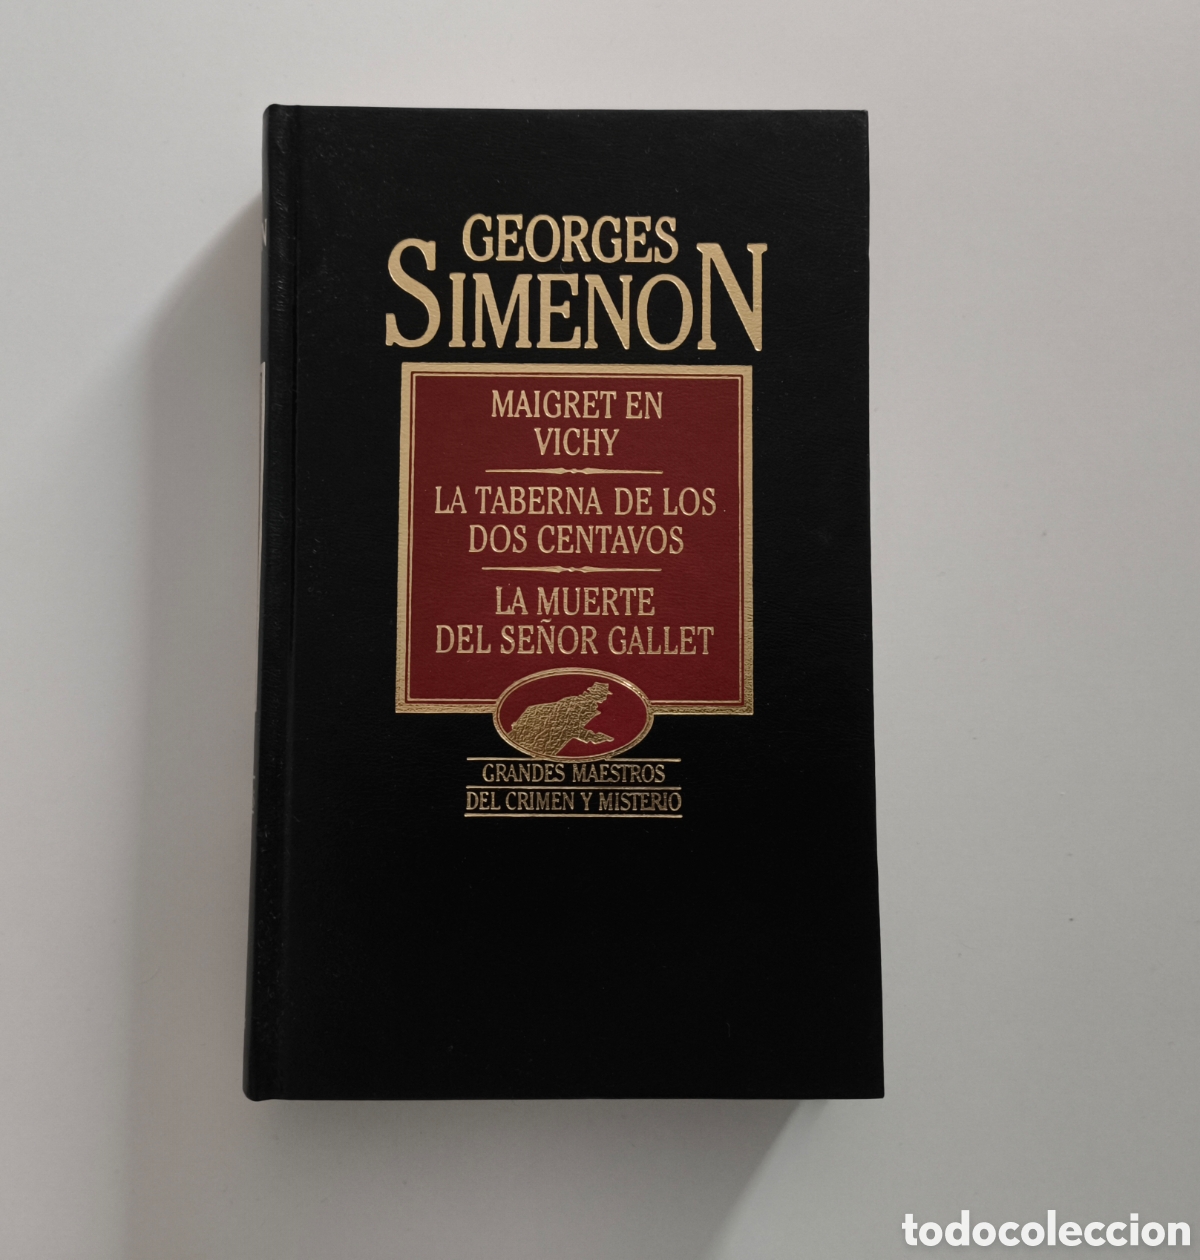 GEORGES
SIMENON
MAIGRET EN
VICHY
LA TABERNA DE LOS
DOS CENTAVOS
LA MUERTE
DEL SEÑOR GALLET
GRANDES MAESTROS
DEL CRIMEN Y MISTERIO
todocoleccion